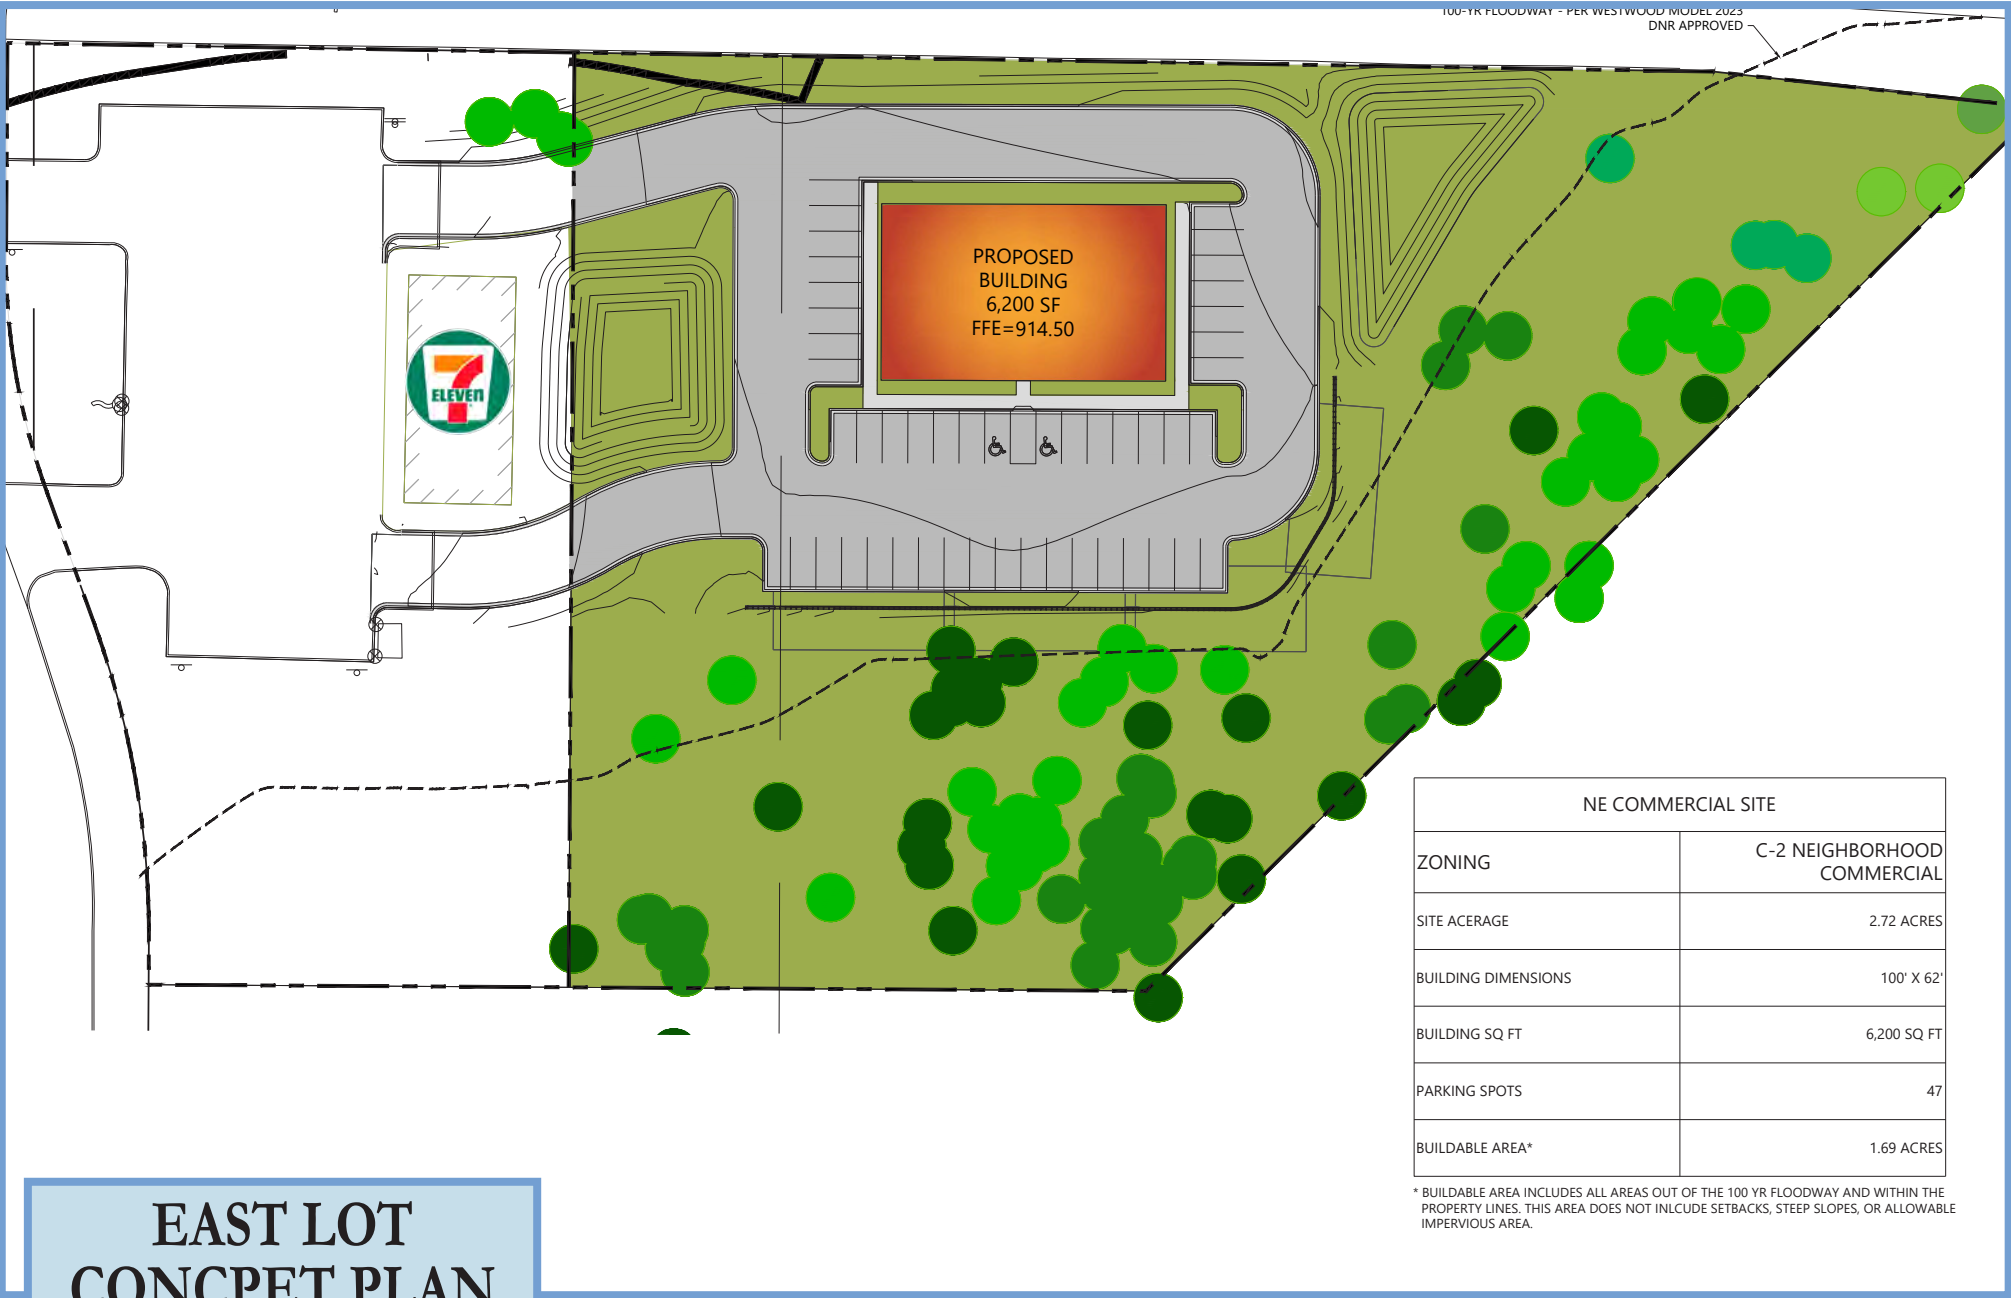 100-YR FLOODWAY - PER WESTWOOD MODEL 2023
DNR APPROVED
PROPOSED
BUILDING
6,200 SF
FFE=914.50
7
ELEVEn
NE COMMERCIAL SITE
ZONING
C-2 NEIGHBORHOOD
COMMERCIAL
SITE ACERAGE
2.72 ACRES
BUILDING DIMENSIONS
100' X 62'
BUILDING SQ FT
6,200 SQ FT
PARKING SPOTS
47
BUILDABLE AREA*
1.69 ACRES
* BUILDABLE AREA INCLUDES ALL AREAS OUT OF THE 100 YR FLOODWAY AND WITHIN THE
PROPERTY LINES. THIS AREA DOES NOT INLCUDE SETBACKS, STEEP SLOPES, OR ALLOWABLE
IMPERVIOUS AREA.
EAST LOT
CONCPET PLAN